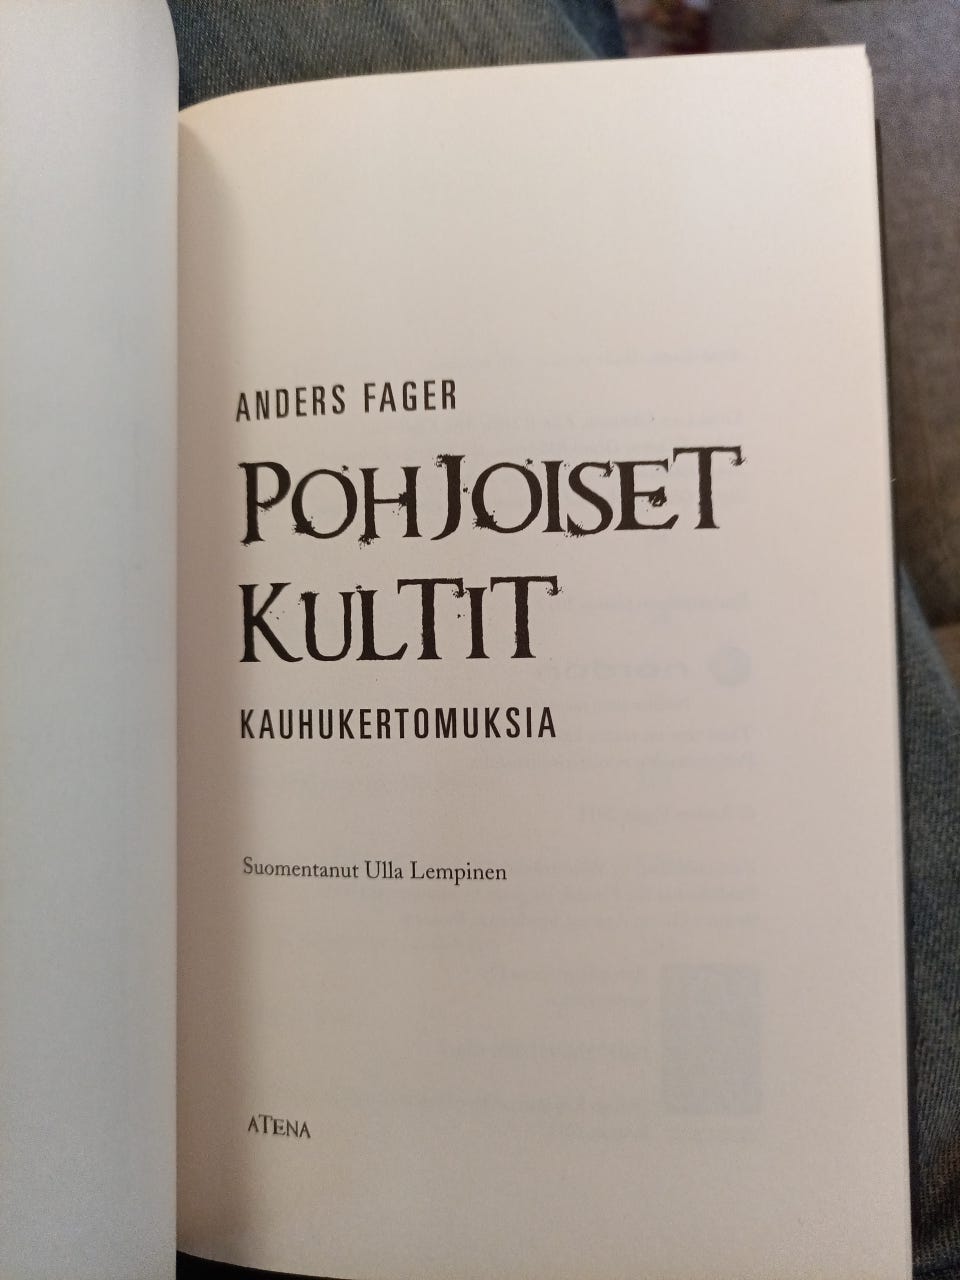 ANDERS FAGER
POHJOISET
KULTIT
KAUHUKERTOMUKSIA
Suomentanut Ulla Lempinen
ATENA